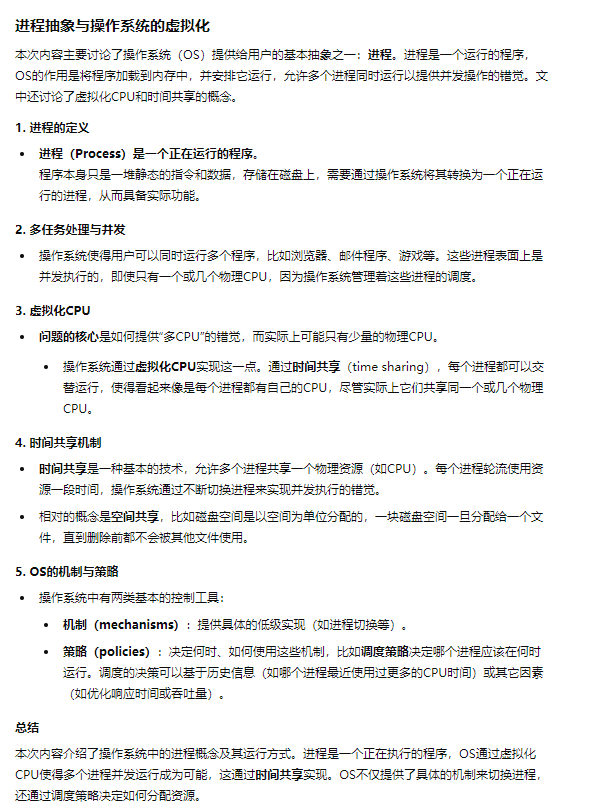 进程抽象与操作系统的虚拟化
本次内容主要讨论了操作系统（OS）提供给用户的基本抽象之一：进程。进程是一个运行的程序，
OS的作用是将程序加载到内存中，并安排它运行，允许多个进程同时运行以提供并发操作的错觉。文
中还讨论了虚拟化CPU和时间共享的概念。
1. 进程的定义
• 进程（Process）是一个正在运行的程序。
程序本身只是一堆静态的指令和数据，存储在磁盘上，需要通过操作系统将其转换为一个正在运
行的进程，从而具备实际功能。
2. 多任务处理与并发
• 操作系统使得用户可以同时运行多个程序，比如浏览器、邮件程序、游戏等。这些进程表面上是
并发执行的，即使只有一个或几个物理CPU，因为操作系统管理着这些进程的调度。
3. 虚拟化CPU
• 问题的核心是如何提供“多CPU”的错觉，而实际上可能只有少量的物理CPU。
• 操作系统通过虚拟化CPU实现这一点。通过时间共享（time sharing），每个进程都可以交
替运行，使得看起来像是每个进程都有自己的CPU，尽管实际上它们共享同一个或几个物理
CPU。
4. 时间共享机制
• 时间共享是一种基本的技术，允许多个进程共享一个物理资源（如CPU）。每个进程轮流使用资
源一段时间，操作系统通过不断切换进程来实现并发执行的错觉。
• 相对的概念是空间共享，比如磁盘空间是以空间为单位分配的，一块磁盘空间一旦分配给一个文
件，直到删除前都不会被其他文件使用。
5. OS的机制与策略
• 操作系统中有两类基本的控制工具：
• 机制（mechanisms）：提供具体的低级实现（如进程切换等）。
• 策略（policies）：决定何时、如何使用这些机制，比如调度策略决定哪个进程应该在何时
运行。调度的决策可以基于历史信息（如哪个进程最近使用过更多的CPU时间）或其它因素
（如优化响应时间或吞吐量）。
总结
本次内容介绍了操作系统中的进程概念及其运行方式。进程是一个正在执行的程序，OS通过虚拟化
CPU使得多个进程并发运行成为可能，这通过时间共享实现。OS不仅提供了具体的机制来切换进程，
还通过调度策略决定如何分配资源。